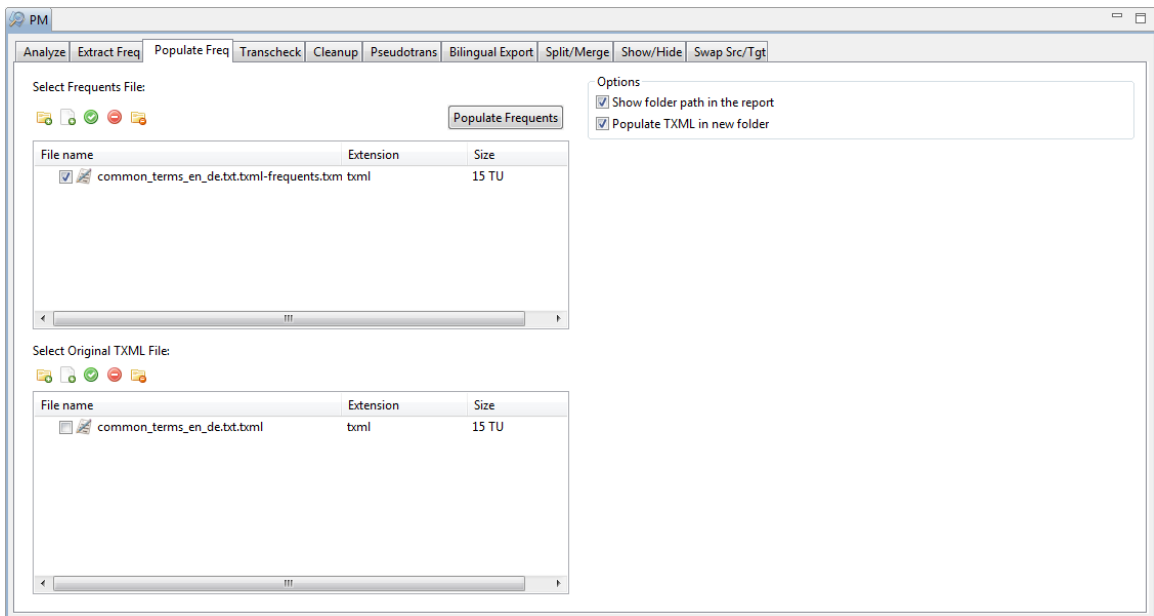 PM
Analyze Extract Freq Populate Freq Transcheck Cleanup Pseudotrans Bilingual Export Split/Merge Show/Hide Swap Src/Tgt
Select Frequents File:
Populate Frequents
File name Extension Size
common_terms_en_de.txt.txml-frequents.txm txml 15 TU
Select Original TXML File:
File name Extension Size
common_terms_en_de.txt.txml txml 15 TU
Options
Show folder path in the report
Populate TXML in new folder